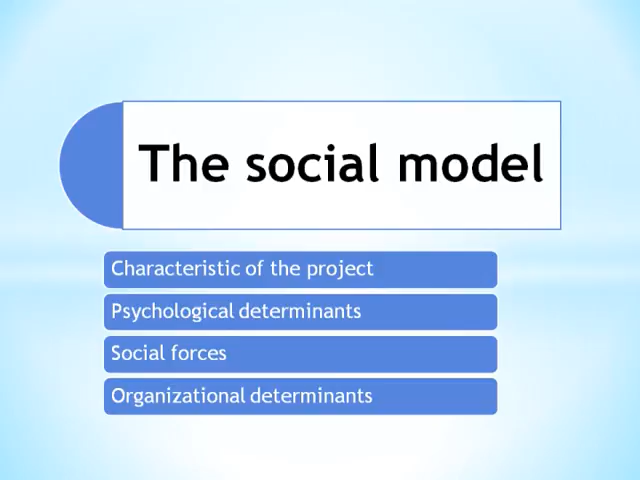 The social model
Characteristic of the project
Psychological determinants
Social forces
Organizational determinants